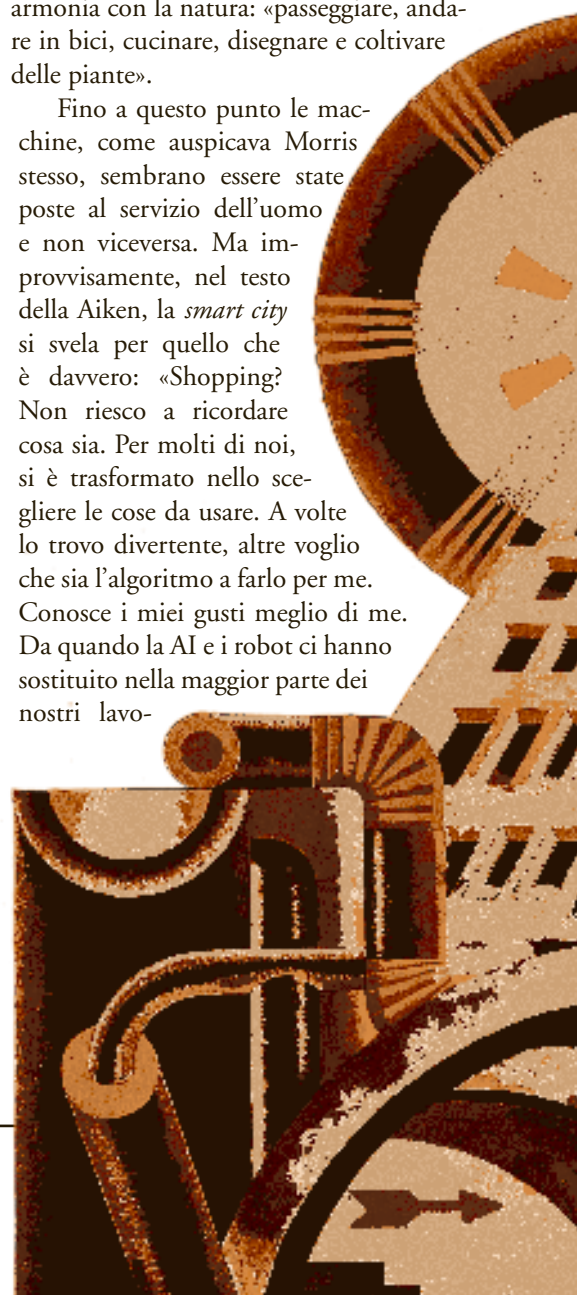 armonia con la natura: «passeggiare, anda-
re in bici, cucinare, disegnare e coltivare
delle piante».
Fino a questo punto le mac-
chine, come auspicava Morris
stesso, sembrano essere state
poste al servizio dell’uomo
e non viceversa. Ma im-
provvisamente, nel testo
della Aiken, la smart city
si svela per quello che
è davvero: «Shopping?
Non riesco a ricordare
cosa sia. Per molti di noi,
si è trasformato nello sce-
gliere le cose da usare. A volte
lo trovo divertente, altre voglio
che sia l’algoritmo a farlo per me.
Conosce i miei gusti meglio di me.
Da quando la AI e i robot ci hanno
sostituito nella maggior parte dei
nostri lavo-